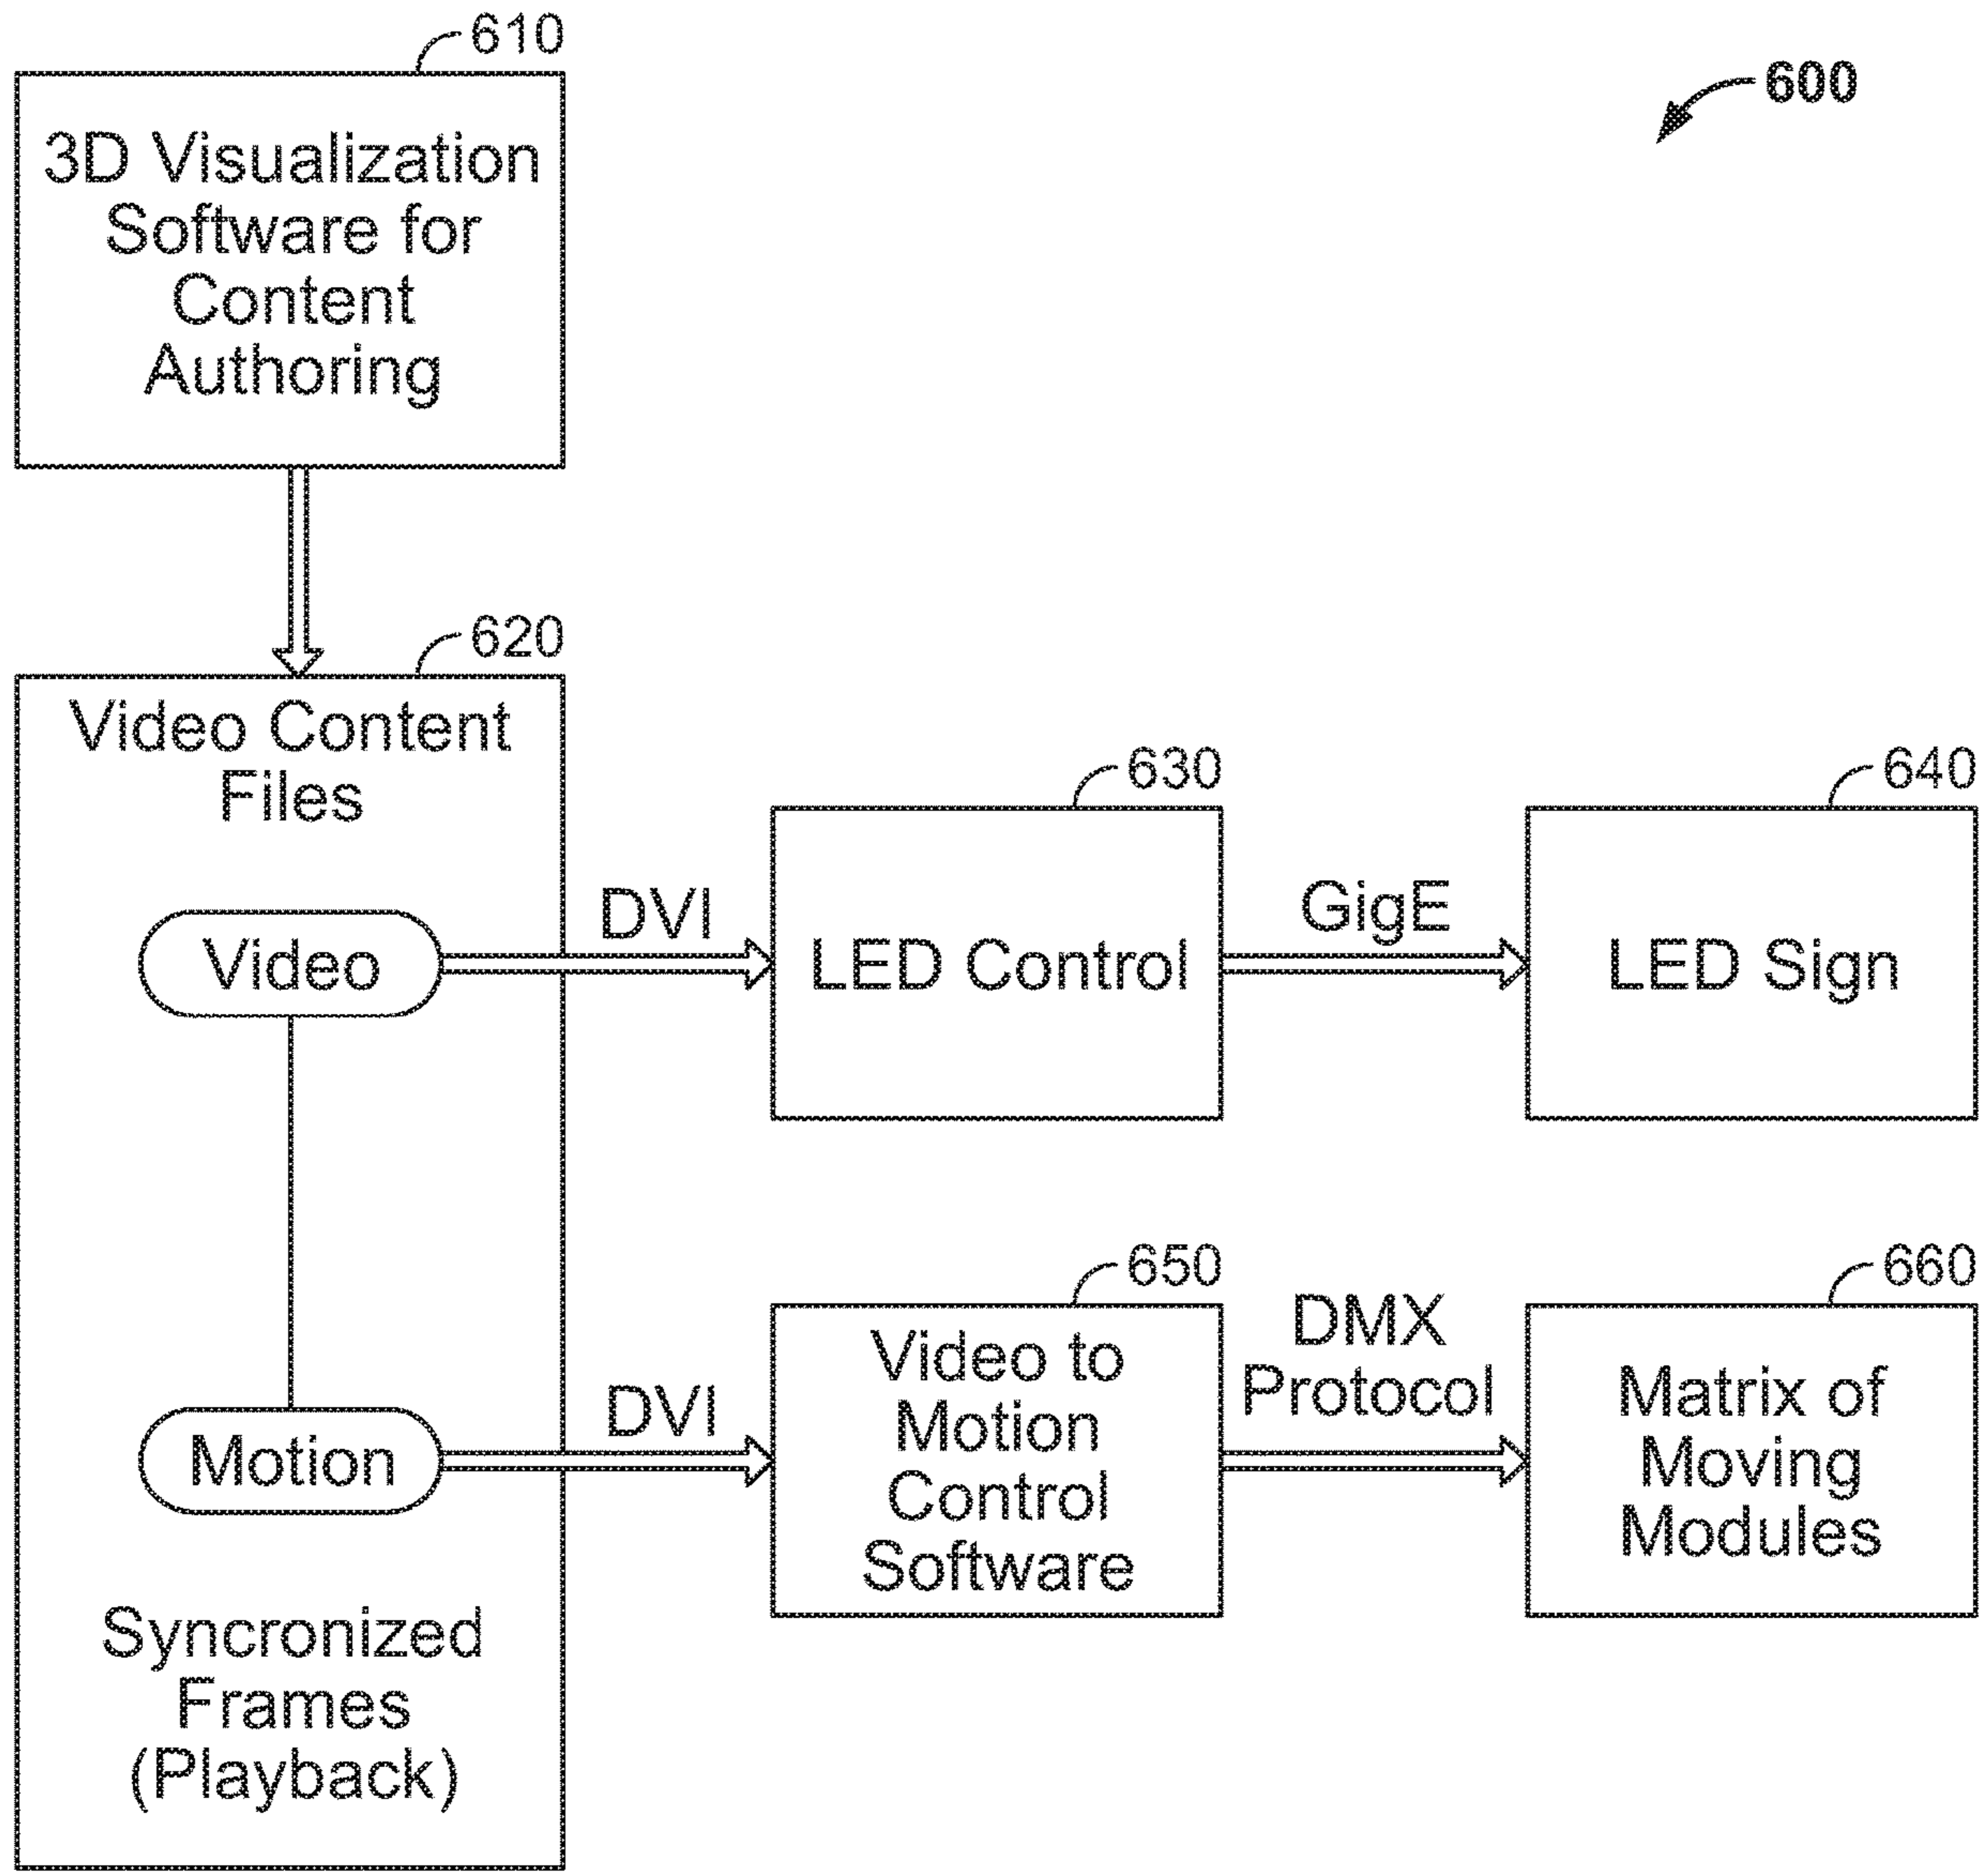 610
600
3D Visualization
Software for
Content
Authoring
620
Video Content
Files
630
640
Video
DVI
LED Control
GigE
LED Sign
650
660
Motion
DVI
Video to
Motion
Control
Software
DMX
Protocol
Matrix of
Moving
Modules
Syncronized
Frames
(Playback)